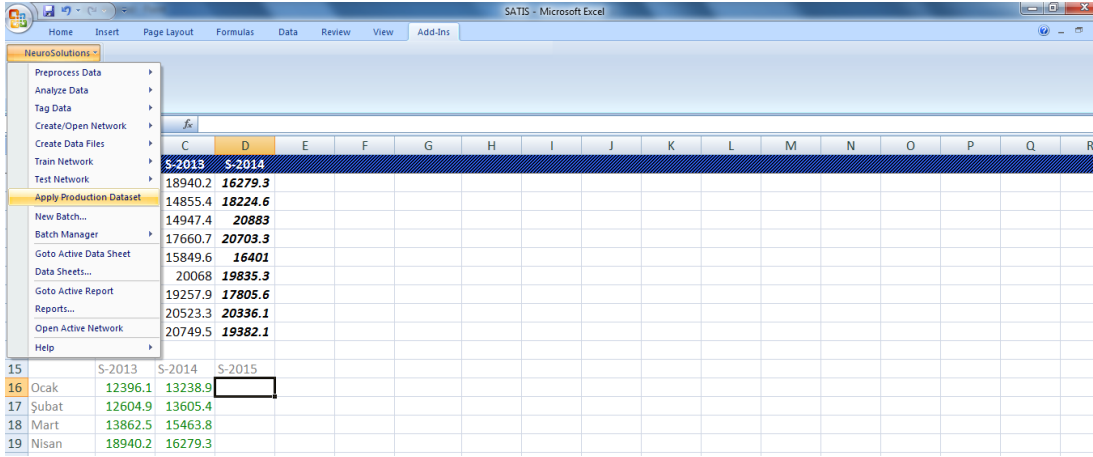 SATIS - Microsoft Excel
Home Insert Page Layout Formulas Data Review View Add-Ins
NeuroSolutions
Preprocess Data
Analyze Data
Tag Data
Create/Open Network
Create Data Files
Train Network
Test Network
Apply Production Dataset
New Batch...
Batch Manager
Goto Active Data Sheet
Data Sheets...
Goto Active Report
Reports...
Open Active Network
Help
fx
C D E F G H I J K L M N O P Q R
S-2013 S-2014
18940.2 16279.3
14855.4 18224.6
14947.4 20883
17660.7 20703.3
15849.6 16401
20068 19835.3
19257.9 17805.6
20523.3 20336.1
20749.5 19382.1
15 S-2013 S-2014 S-2015
16 Ocak 12396.1 13238.9
17 Şubat 12604.9 13605.4
18 Mart 13862.5 15463.8
19 Nisan 18940.2 16279.3